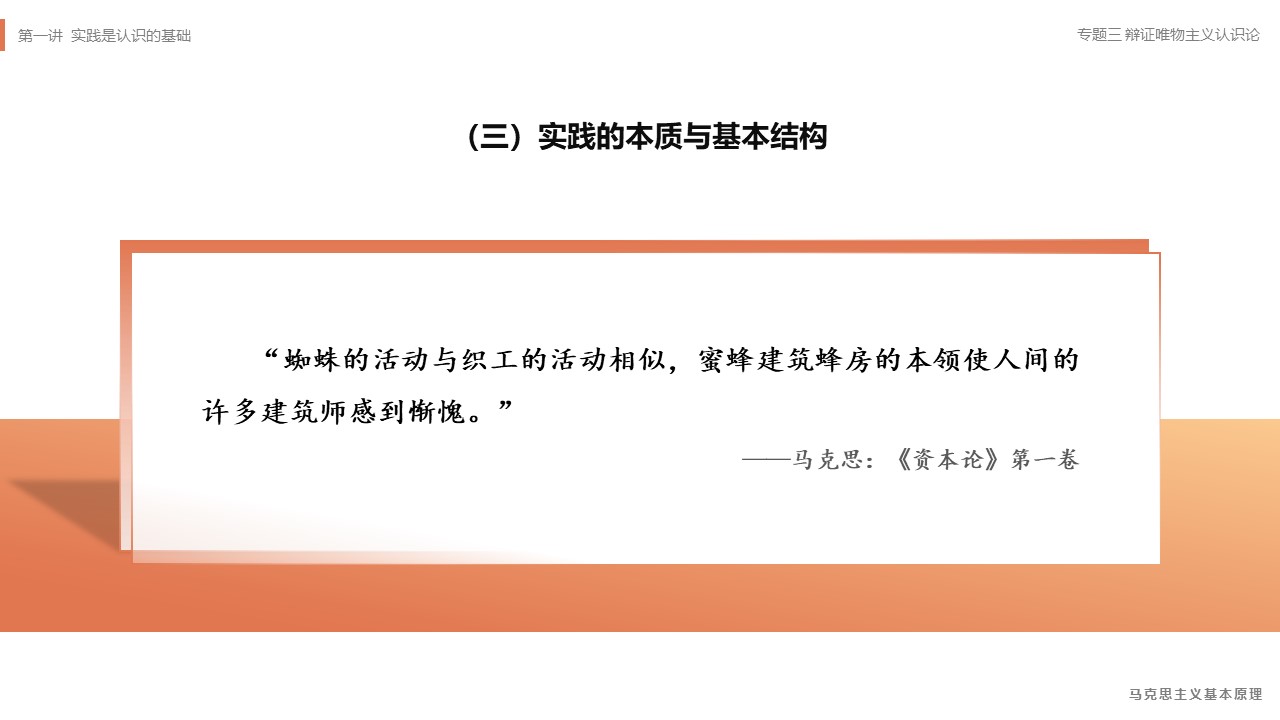 第一讲 实践是认识的基础
专题三 辩证唯物主义认识论
（三）实践的本质与基本结构
“蜘蛛的活动与织工的活动相似，蜜蜂建筑蜂房的本领使人间的
许多建筑师感到惭愧。”
——马克思：《资本论》第一卷
马克思主义基本原理